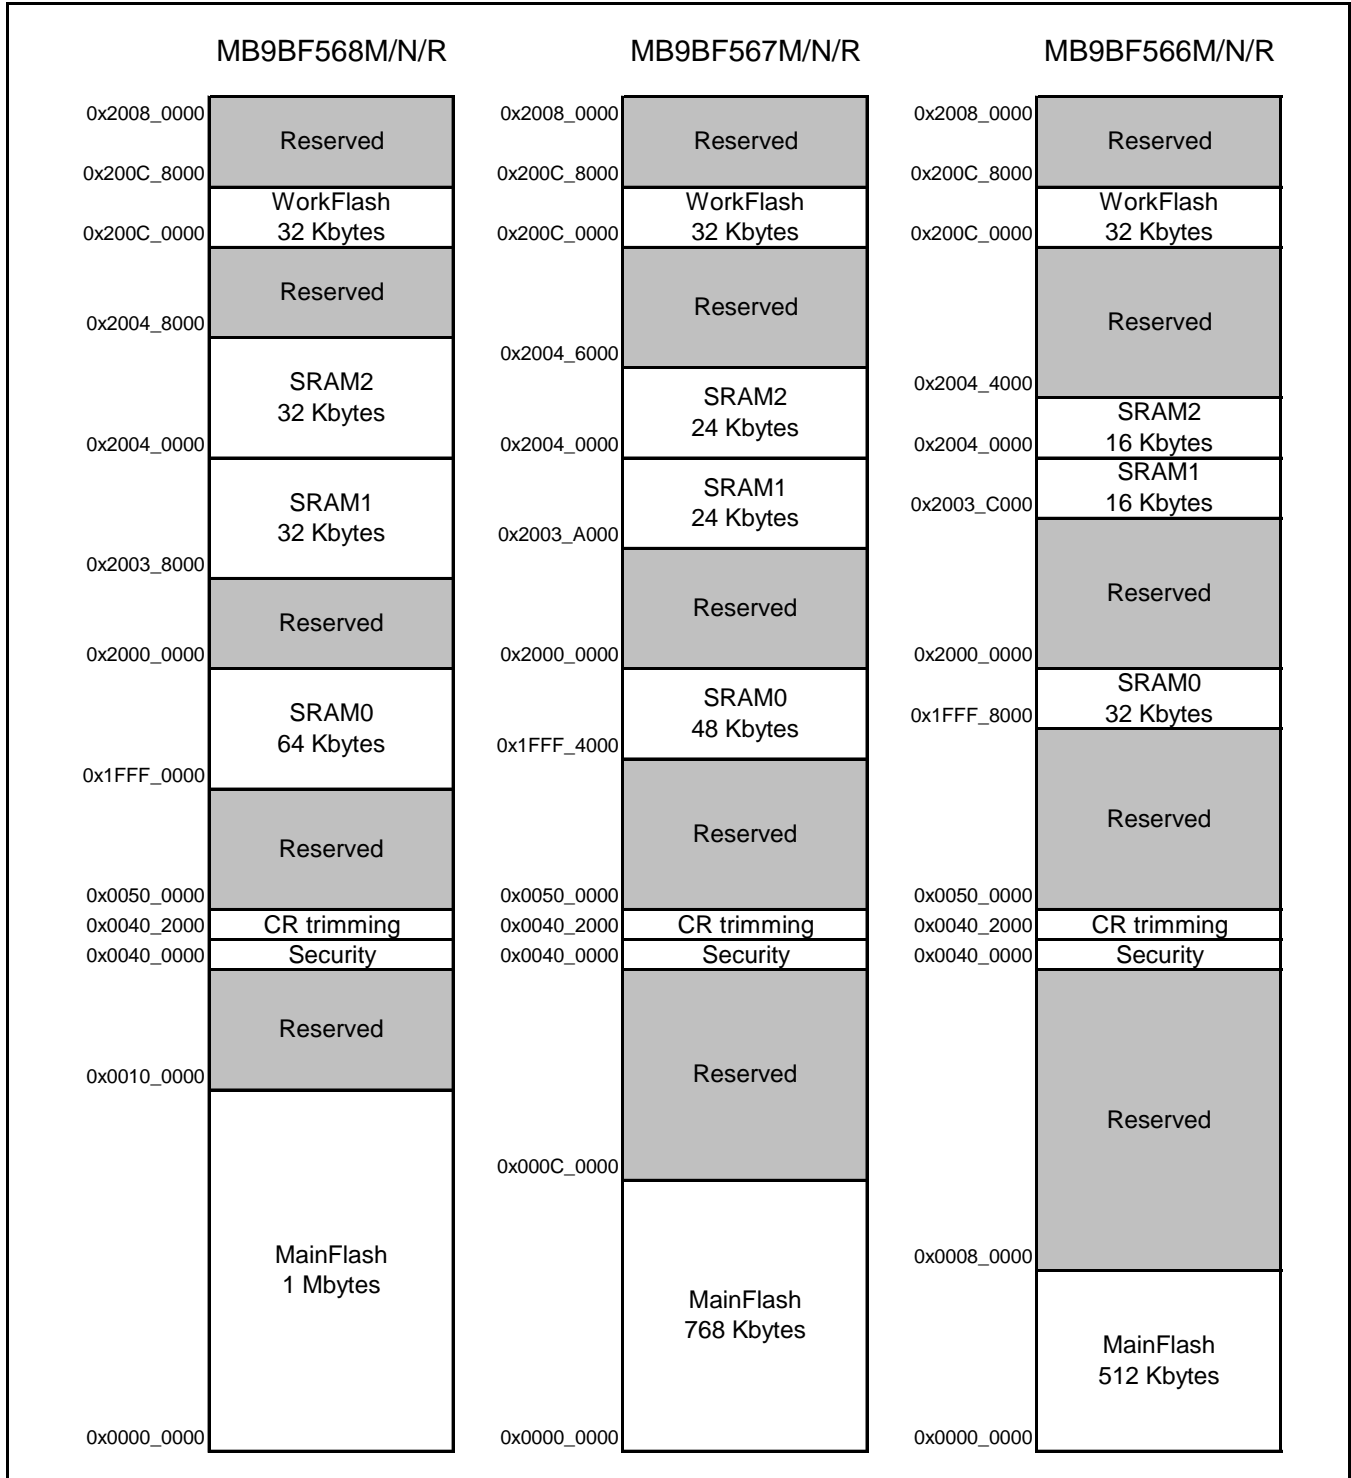 MB9BF568M/N/R
0x2008_0000
Reserved
0x200C_8000
WorkFlash
32 Kbytes
0x200C_0000
Reserved
0x2004_8000
SRAM2
32 Kbytes
0x2004_0000
SRAM1
32 Kbytes
0x2003_8000
Reserved
0x2000_0000
SRAM0
64 Kbytes
0x1FFF_0000
Reserved
0x0050_0000
CR trimming
0x0040_2000
Security
0x0040_0000
Reserved
0x0010_0000
MainFlash
1 Mbytes
0x0000_0000
MB9BF567M/N/R
0x2008_0000
Reserved
0x200C_8000
WorkFlash
32 Kbytes
0x200C_0000
Reserved
0x2004_6000
SRAM2
24 Kbytes
0x2004_0000
SRAM1
24 Kbytes
0x2003_A000
Reserved
0x2000_0000
SRAM0
48 Kbytes
0x1FFF_4000
Reserved
0x0050_0000
CR trimming
0x0040_2000
Security
0x0040_0000
Reserved
0x000C_0000
MainFlash
768 Kbytes
0x0000_0000
MB9BF566M/N/R
0x2008_0000
Reserved
0x200C_8000
WorkFlash
32 Kbytes
0x200C_0000
Reserved
0x2004_4000
SRAM2
16 Kbytes
0x2004_0000
SRAM1
16 Kbytes
0x2003_C000
Reserved
0x2000_0000
SRAM0
32 Kbytes
0x1FFF_8000
Reserved
0x0050_0000
CR trimming
0x0040_2000
Security
0x0040_0000
Reserved
0x0008_0000
MainFlash
512 Kbytes
0x0000_0000